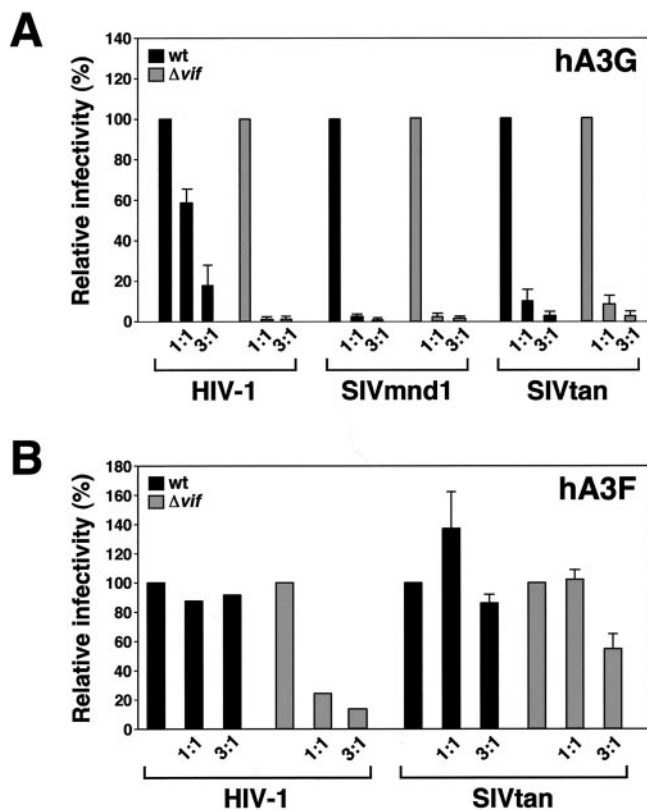 A
Relative infectivity (%)
140
120
100
80
60
40
20
0
wt
Δvif
hA3G
1:1 3:1 1:1 3:1 1:1 3:1 1:1 3:1 1:1 3:1 1:1 3:1
HIV-1 SIVmnd1 SIVtan
B
Relative infectivity (%)
180
160
140
120
100
80
60
40
20
0
wt
Δvif
hA3F
1:1 3:1 1:1 3:1 1:1 3:1 1:1 3:1
HIV-1 SIVtan